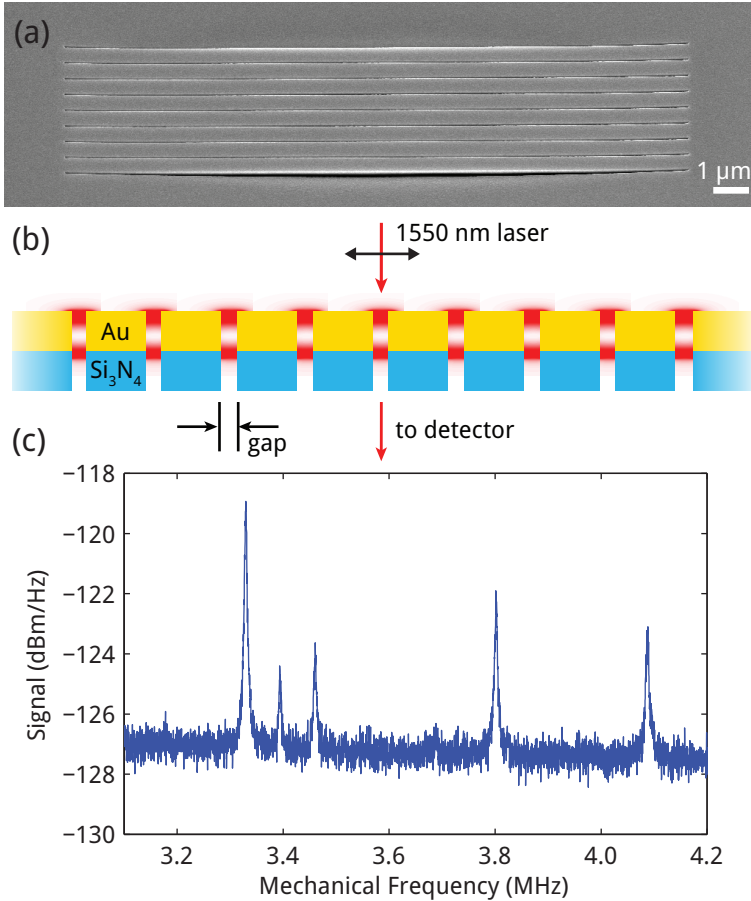 (a)
1 μm
(b)
1550 nm laser
Au
Si₃N₄
gap
to detector
(c)
−118
−120
−122
−124
−126
−128
−130
Signal (dBm/Hz)
3.2 3.4 3.6 3.8 4.0 4.2
Mechanical Frequency (MHz)